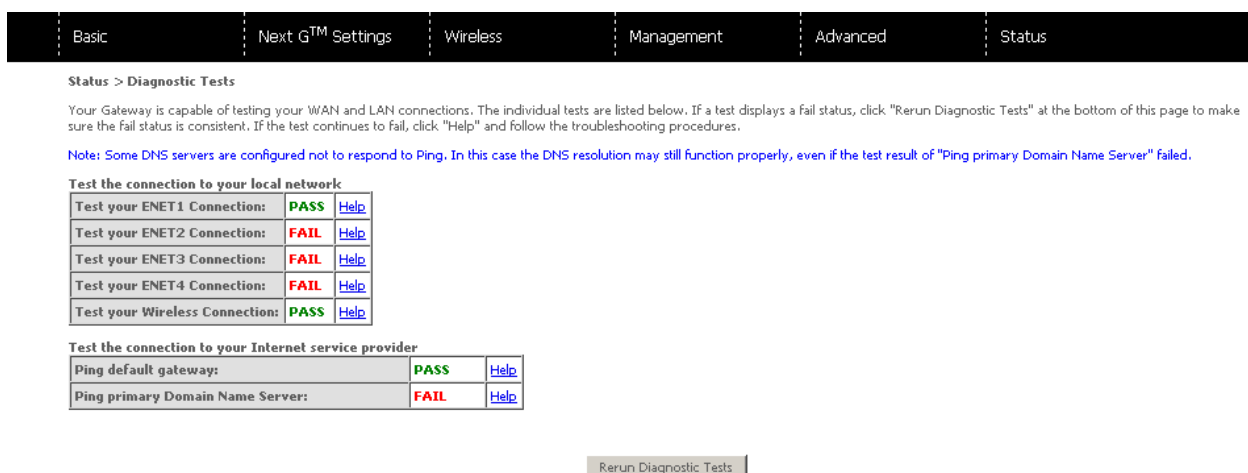 Basic Next G™ Settings Wireless Management Advanced Status
Status > Diagnostic Tests
Your Gateway is capable of testing your WAN and LAN connections. The individual tests are listed below. If a test displays a fail status, click "Rerun Diagnostic Tests" at the bottom of this page to make
sure the fail status is consistent. If the test continues to fail, click "Help" and follow the troubleshooting procedures.
Note: Some DNS servers are configured not to respond to Ping. In this case the DNS resolution may still function properly, even if the test result of "Ping primary Domain Name Server" failed.
Test the connection to your local network
Test your ENET1 Connection: PASS Help
Test your ENET2 Connection: FAIL Help
Test your ENET3 Connection: FAIL Help
Test your ENET4 Connection: FAIL Help
Test your Wireless Connection: PASS Help
Test the connection to your Internet service provider
Ping default gateway: PASS Help
Ping primary Domain Name Server: FAIL Help
Rerun Diagnostic Tests